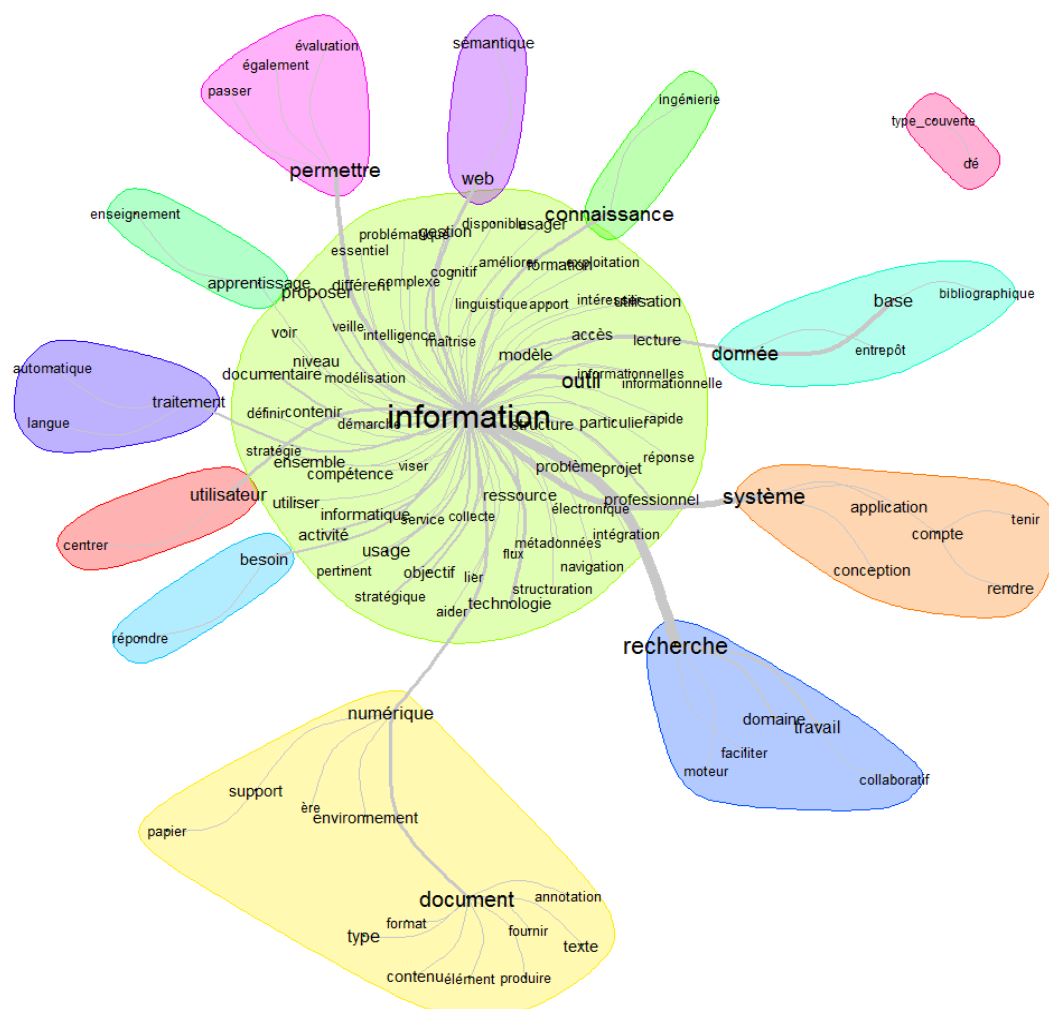 sémantique
évaluation
également
passer
ingénierie
type_couverte
dé
permettre
web
connaissance
enseignement
disponible
usager
problématique
gestion
essentiel
améliorer
formation
exploitation
cognitif
apprentissage
proposer
différent
complexe
bibliographique
base
intéresser
utilisation
linguistique
apport
voir
veille
intelligence
maîtrise
accès
lecture
entrepôt
modèle
donnée
niveau
automatique
documentaire
modélisation
outil
informationnelles
informationnelle
traitement
langue
définir
contenir
démarche
information
structure
particulier
rapide
stratégie
ensemble
compétence
viser
problème
projet
réponse
utilisateur
utiliser
ressource
professionnel
système
application
informatique
service
collecte
électronique
tenir
centrer
activité
usage
métadonnées
intégration
compte
besoin
flux
pertinent
objectif
lier
navigation
conception
stratégique
structuration
rendre
aider
technologie
répondre
recherche
numérique
domaine
travail
faciliter
moteur
collaboratif
support
ère
environnement
papier
document
annotation
format
type
fournir
texte
contenu
élément
produire